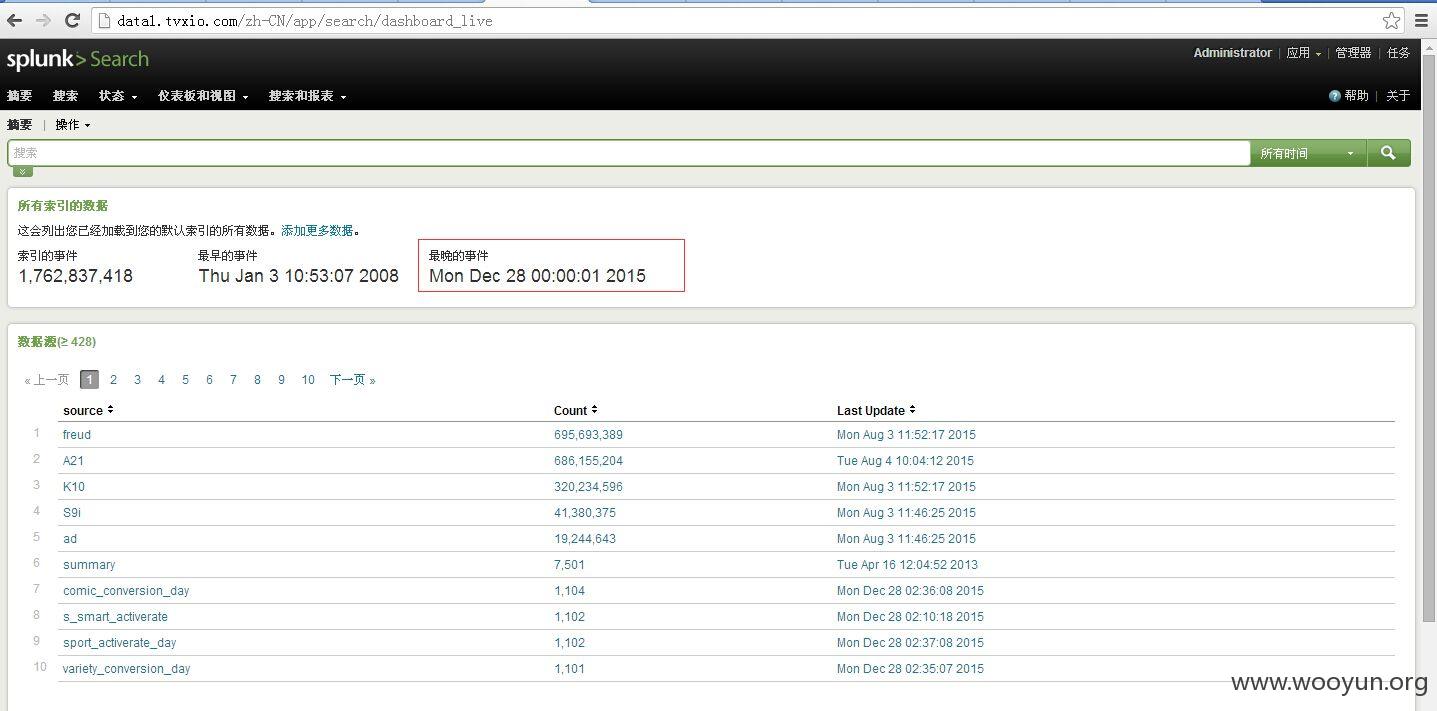 data1.tvxio.com/zh-CN/app/search/dashboard_live
splunk> Search
Administrator | 应用 | 管理器 | 任务
摘要 搜索 状态 仪表板和视图 搜索和报表
帮助 | 关于
摘要 | 操作
搜索 所有时间
所有索引的数据
这会列出您已经加载到您的默认索引的所有数据。添加更多数据。
索引的事件 最早的事件 最晚的事件
1,762,837,418 Thu Jan 3 10:53:07 2008 Mon Dec 28 00:00:01 2015
数据源(≥ 428)
« 上一页 1 2 3 4 5 6 7 8 9 10 下一页 »
source Count Last Update
1 freud 695,693,389 Mon Aug 3 11:52:17 2015
2 A21 686,155,204 Tue Aug 4 10:04:12 2015
3 K10 320,234,596 Mon Aug 3 11:52:17 2015
4 S9i 41,380,375 Mon Aug 3 11:46:25 2015
5 ad 19,244,643 Mon Aug 3 11:46:25 2015
6 summary 7,501 Tue Apr 16 12:04:52 2013
7 comic_conversion_day 1,104 Mon Dec 28 02:36:08 2015
8 s_smart_activerate 1,102 Mon Dec 28 02:10:18 2015
9 sport_activerate_day 1,102 Mon Dec 28 02:37:08 2015
10 variety_conversion_day 1,101 Mon Dec 28 02:35:07 2015
www.wooyun.org